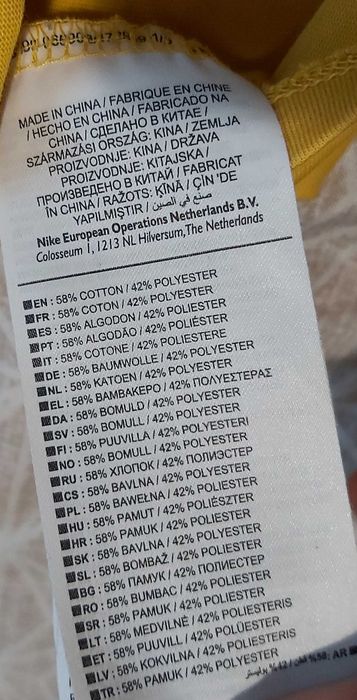 MADE IN CHINA / FABRIQUE EN CHINE
/ HECHO EN CHINA / FABRICADO NA
CHINA / СДЕЛАНО В КИТАЕ /
SZÁRMAZÁSI ORSZÁG: KINA / ZEMLJA
PROIZVODNJE: KINA / DRŽAVA
PROIZVODNJE: KITAJSKA /
ПРОИЗВЕДЕНО В КИТАЙ / FABRICAT
ÎN CHINA / RAŽOTS: ĶĪNĀ / ÇİN 'DE
YAPILMIŞTIR / صنع في الصين
Nike European Operations Netherlands B.V.
Colosseum 1, 1213 NL Hilversum, The Netherlands
EN : 58% COTTON / 42% POLYESTER
FR : 58% COTON / 42% POLYESTER
ES : 58% ALGODON / 42% POLIESTER
PT : 58% ALGODÃO / 42% POLIÉSTER
IT : 58% COTONE / 42% POLIESTERE
DE : 58% BAUMWOLLE / 42% POLYESTER
NL : 58% KATOEN / 42% POLYESTER
EL : 58% ΒΑΜΒΑΚΕΡΟ / 42% ΠΟΛΥΕΣΤΕΡΑΣ
DA : 58% BOMULD / 42% POLYESTER
SV : 58% BOMULL / 42% POLYESTER
FI : 58% PUUVILLA / 42% POLYESTERI
NO : 58% BOMULL / 42% POLYESTER
RU : 58% ХЛОПОК / 42% ПОЛИЭСТЕР
CS : 58% BAVLNA / 42% POLYESTER
PL : 58% BAWEŁNA / 42% POLIESTER
HU : 58% PAMUT / 42% POLIÉSZTER
HR : 58% PAMUK / 42% POLIESTER
SK : 58% BAVLNA / 42% POLYESTER
SL : 58% BOMBAŽ / 42% POLIESTER
BG : 58% ПАМУК / 42% ПОЛИЕСТЕР
RO : 58% BUMBAC / 42% POLIESTER
SR : 58% PAMUK / 42% POLIESTER
LT : 58% MEDVILNĖ / 42% POLIESTERIS
ET : 58% PUUVILL / 42% POLÜESTER
LV : 58% KOKVILNA / 42% POLIESTERIS
TR : 58% PAMUK / 42% POLYESTER
AR : 58% قطن / 42% بوليستر